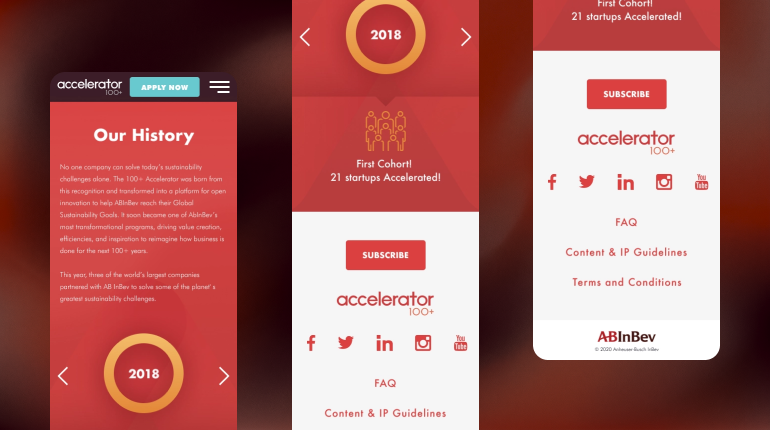 accelerator
100+
APPLY NOW
Our History
No one company can solve today's sustainability
challenges alone. The 100+ Accelerator was born from
this recognition and transformed into a platform for open
innovation to help ABInBev reach their Global
Sustainability Goals. It soon became one of AbInBev's
most transformational programs, driving value creation,
efficiencies, and inspiration to reimagine how business is
done for the next 100+ years.
This year, three of the world's largest companies
partnered with AB InBev to solve some of the planet's
greatest sustainability challenges.
2018
2018
First Cohort!
21 startups Accelerated!
SUBSCRIBE
accelerator
100+
You
Tube
FAQ
Content & IP Guidelines
First Cohort!
21 startups Accelerated!
SUBSCRIBE
accelerator
100+
You
Tube
FAQ
Content & IP Guidelines
Terms and Conditions
ABInBev
© 2020 Anheuser-Busch InBev